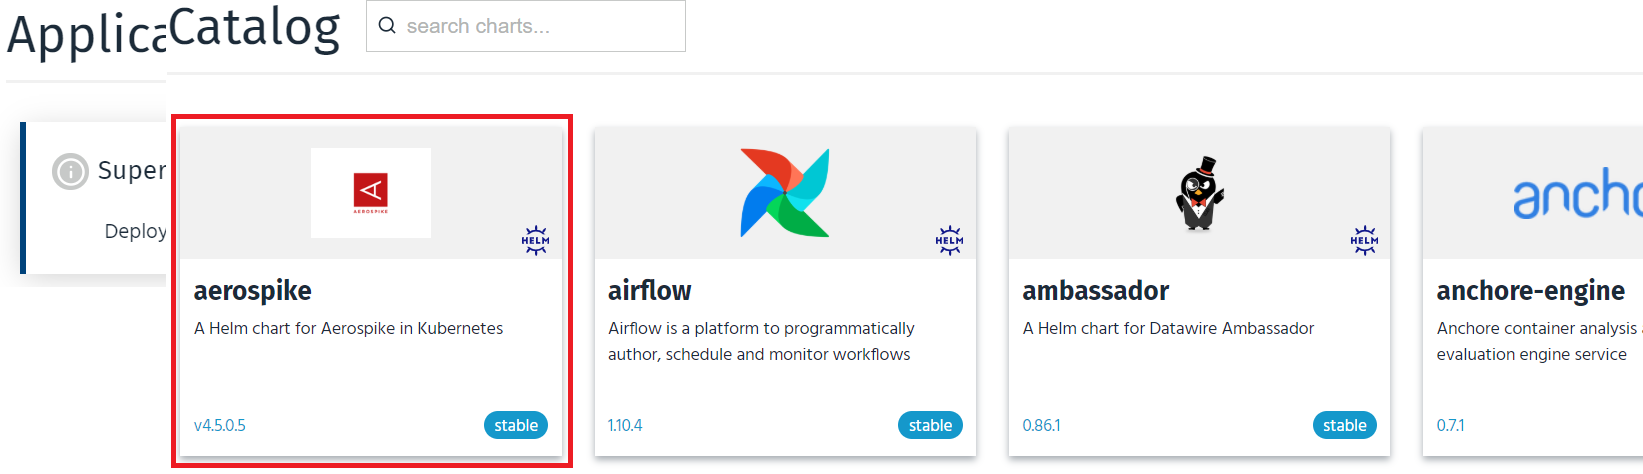 Applica
Catalog
search charts...
Super
Deploy
AEROSPIKE
HELM
aerospike
A Helm chart for Aerospike in Kubernetes
v4.5.0.5
stable
HELM
airflow
Airflow is a platform to programmatically
author, schedule and monitor workflows
1.10.4
stable
HELM
ambassador
A Helm chart for Datawire Ambassador
0.86.1
stable
ancho
anchore-engine
Anchore container analysis
evaluation engine service
0.7.1